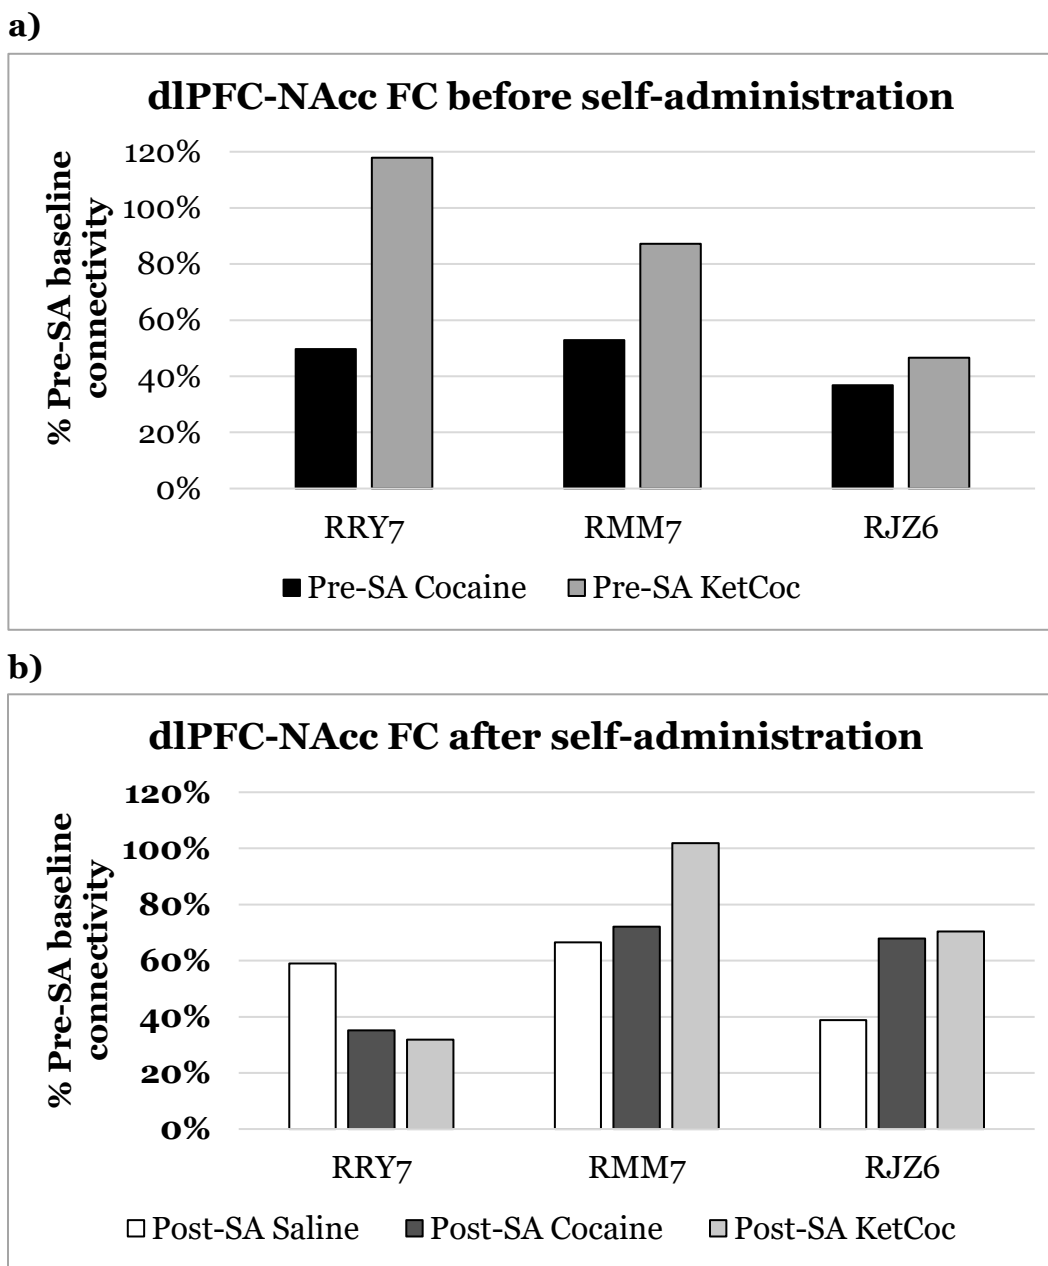 a)
dlPFC-NAcc FC before self-administration
% Pre-SA baseline
connectivity
120%
100%
80%
60%
40%
20%
0%
RRY7 RMM7 RJZ6
Pre-SA Cocaine Pre-SA KetCoc
b)
dlPFC-NAcc FC after self-administration
% Pre-SA baseline
connectivity
120%
100%
80%
60%
40%
20%
0%
RRY7 RMM7 RJZ6
Post-SA Saline Post-SA Cocaine Post-SA KetCoc